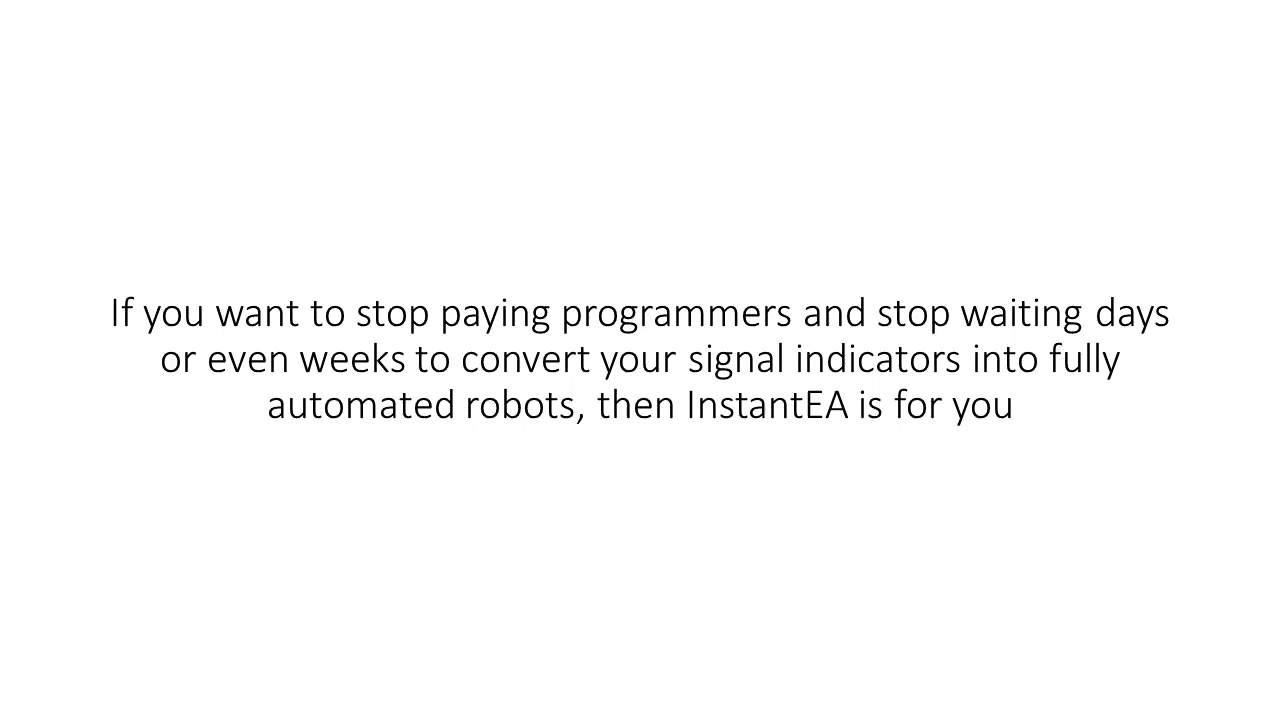 If you want to stop paying programmers and stop waiting days
or even weeks to convert your signal indicators into fully
automated robots, then InstantEA is for you